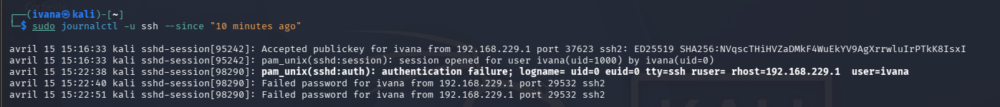 ┌──(ivana㉿kali)-[~]
└─$ sudo journalctl -u ssh --since "10 minutes ago"
avril 15 15:16:33 kali sshd-session[95242]: Accepted publickey for ivana from 192.168.229.1 port 37623 ssh2: ED25519 SHA256:NVqscTHiHVZaDMkF4WuEkYV9AgXrrwluIrPTkK8IsxI
avril 15 15:16:33 kali sshd-session[95242]: pam_unix(sshd:session): session opened for user ivana(uid=1000) by ivana(uid=0)
avril 15 15:22:38 kali sshd-session[98290]: pam_unix(sshd:auth): authentication failure; logname= uid=0 euid=0 tty=ssh ruser= rhost=192.168.229.1  user=ivana
avril 15 15:22:40 kali sshd-session[98290]: Failed password for ivana from 192.168.229.1 port 29532 ssh2
avril 15 15:22:51 kali sshd-session[98290]: Failed password for ivana from 192.168.229.1 port 29532 ssh2